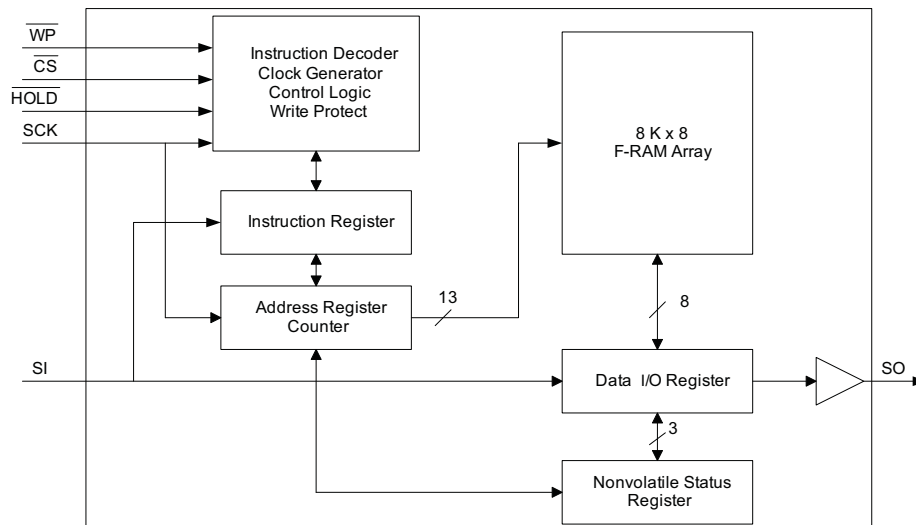 WP
CS
HOLD
SCK
Instruction Decoder
Clock Generator
Control Logic
Write Protect
8 K x 8
F-RAM Array
Instruction Register
Address Register
Counter
13
8
SI
Data I/O Register
SO
3
Nonvolatile Status
Register